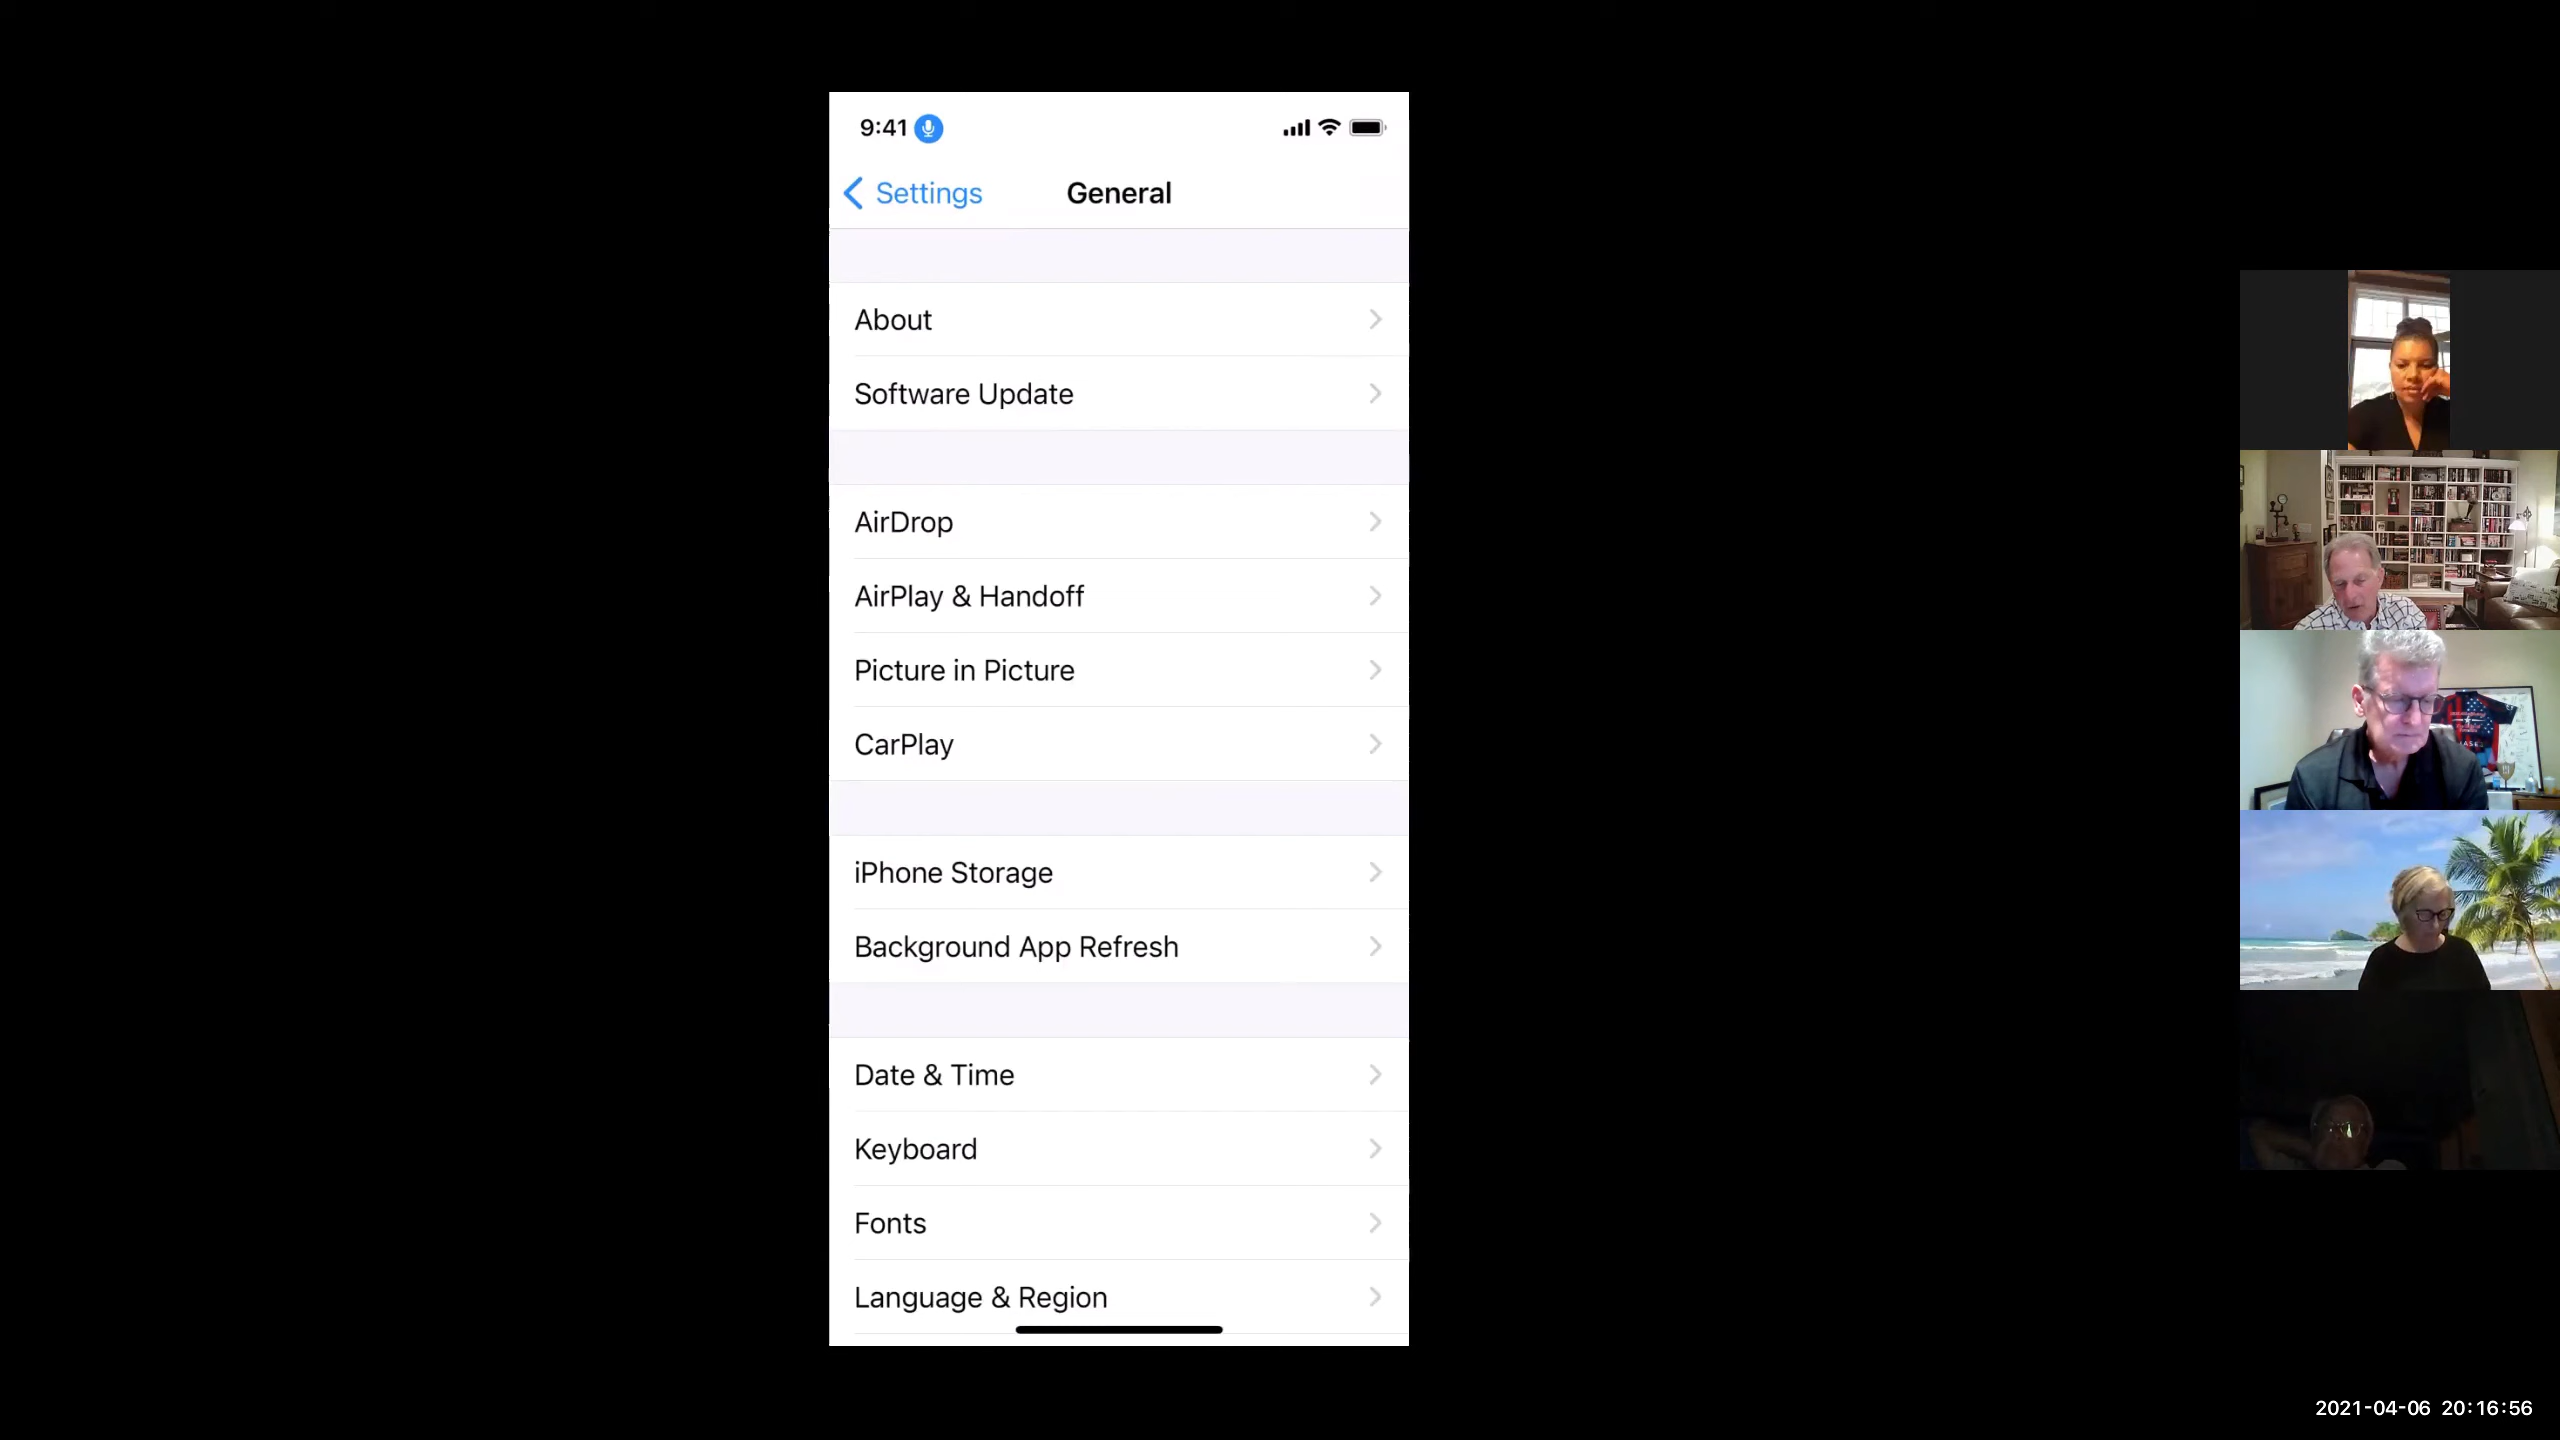 9:41
Settings
General
About
Software Update
AirDrop
AirPlay & Handoff
Picture in Picture
CarPlay
iPhone Storage
Background App Refresh
Date & Time
Keyboard
Fonts
Language & Region
2021-04-06 20:16:56